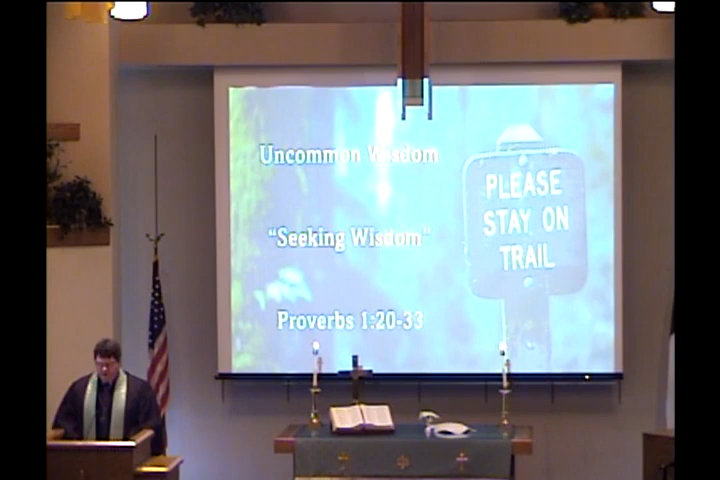 Uncommon Wisdom
"Seeking Wisdom"
Proverbs 1:20-33
PLEASE
STAY ON
TRAIL